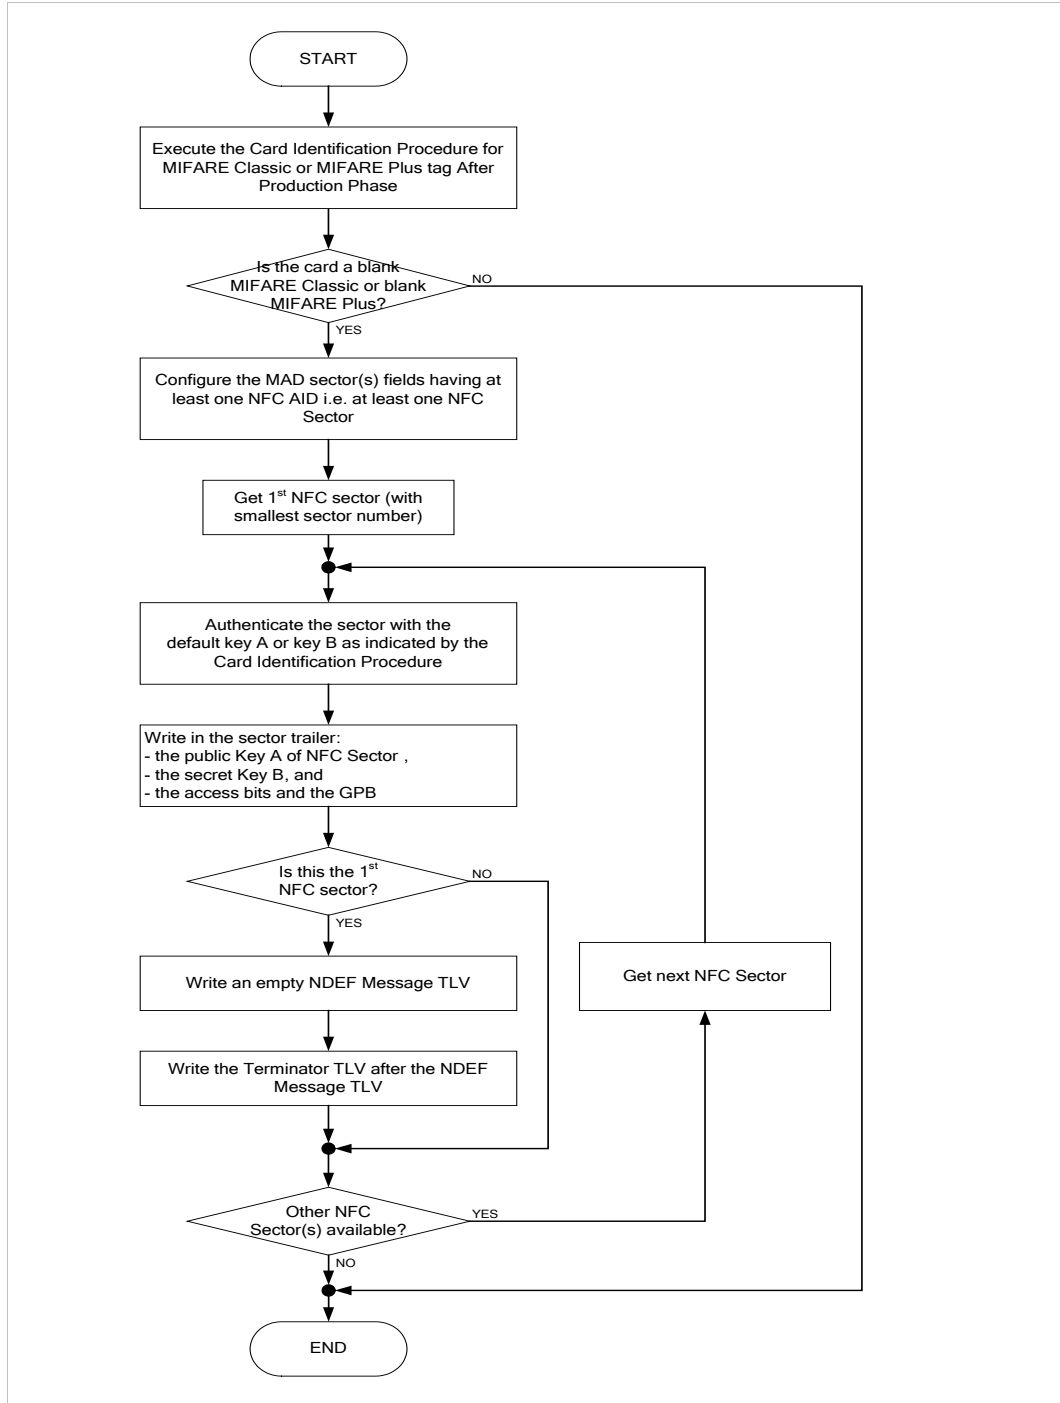 START
Execute the Card Identification Procedure for
MIFARE Classic or MIFARE Plus tag After
Production Phase
Is the card a blank
MIFARE Classic or blank
MIFARE Plus?
NO
YES
Configure the MAD sector(s) fields having at
least one NFC AID i.e. at least one NFC
Sector
Get 1st NFC sector (with
smallest sector number)
Authenticate the sector with the
default key A or key B as indicated by the
Card Identification Procedure
Write in the sector trailer:
- the public Key A of NFC Sector ,
- the secret Key B, and
- the access bits and the GPB
Is this the 1st
NFC sector?
NO
YES
Write an empty NDEF Message TLV
Get next NFC Sector
Write the Terminator TLV after the NDEF
Message TLV
Other NFC
Sector(s) available?
YES
NO
END